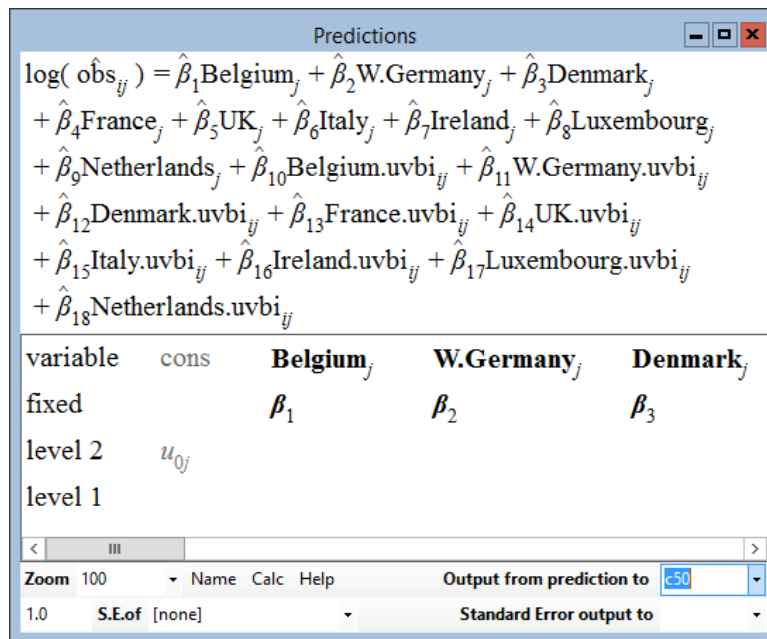 Predictions
log( ôbs_ij ) = β̂_1Belgium_j + β̂_2W.Germany_j + β̂_3Denmark_j
+ β̂_4France_j + β̂_5UK_j + β̂_6Italy_j + β̂_7Ireland_j + β̂_8Luxembourg_j
+ β̂_9Netherlands_j + β̂_10Belgium.uvbi_ij + β̂_11W.Germany.uvbi_ij
+ β̂_12Denmark.uvbi_ij + β̂_13France.uvbi_ij + β̂_14UK.uvbi_ij
+ β̂_15Italy.uvbi_ij + β̂_16Ireland.uvbi_ij + β̂_17Luxembourg.uvbi_ij
+ β̂_18Netherlands.uvbi_ij
variable cons Belgium_j W.Germany_j Denmark_j
fixed β_1 β_2 β_3
level 2 u_0j
level 1
Zoom 100 Name Calc Help Output from prediction to c50
1.0 S.E.of [none] Standard Error output to